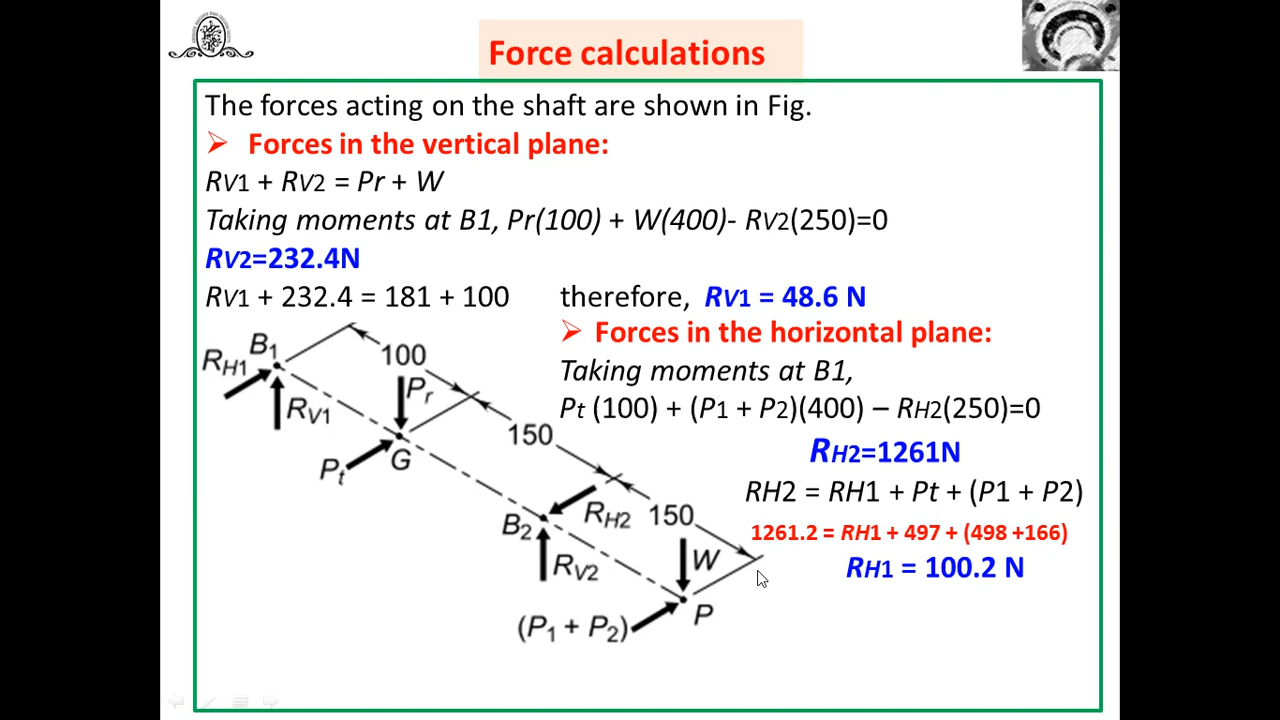 Force calculations
The forces acting on the shaft are shown in Fig.
➢ Forces in the vertical plane:
RV1 + RV2 = Pr + W
Taking moments at B1, Pr(100) + W(400)- RV2(250)=0
RV2=232.4N
RV1 + 232.4 = 181 + 100 therefore, RV1 = 48.6 N
➢ Forces in the horizontal plane:
Taking moments at B1,
Pt (100) + (P1 + P2)(400) – RH2(250)=0
RH2=1261N
RH2 = RH1 + Pt + (P1 + P2)
1261.2 = RH1 + 497 + (498 +166)
RH1 = 100.2 N
B1
RH1
100
Pr
RV1
150
Pt
G
B2
RH2
150
RV2
W
(P1 + P2)
P